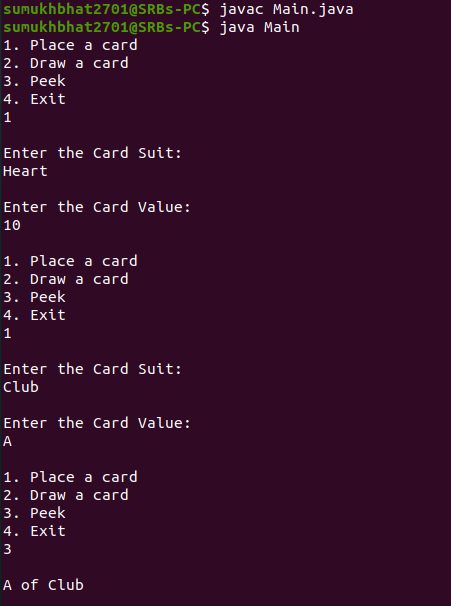 sumukhbhat2701@SRBs-PC$ javac Main.java
sumukhbhat2701@SRBs-PC$ java Main
1. Place a card
2. Draw a card
3. Peek
4. Exit
1
Enter the Card Suit:
Heart
Enter the Card Value:
10
1. Place a card
2. Draw a card
3. Peek
4. Exit
1
Enter the Card Suit:
Club
Enter the Card Value:
A
1. Place a card
2. Draw a card
3. Peek
4. Exit
3
A of Club